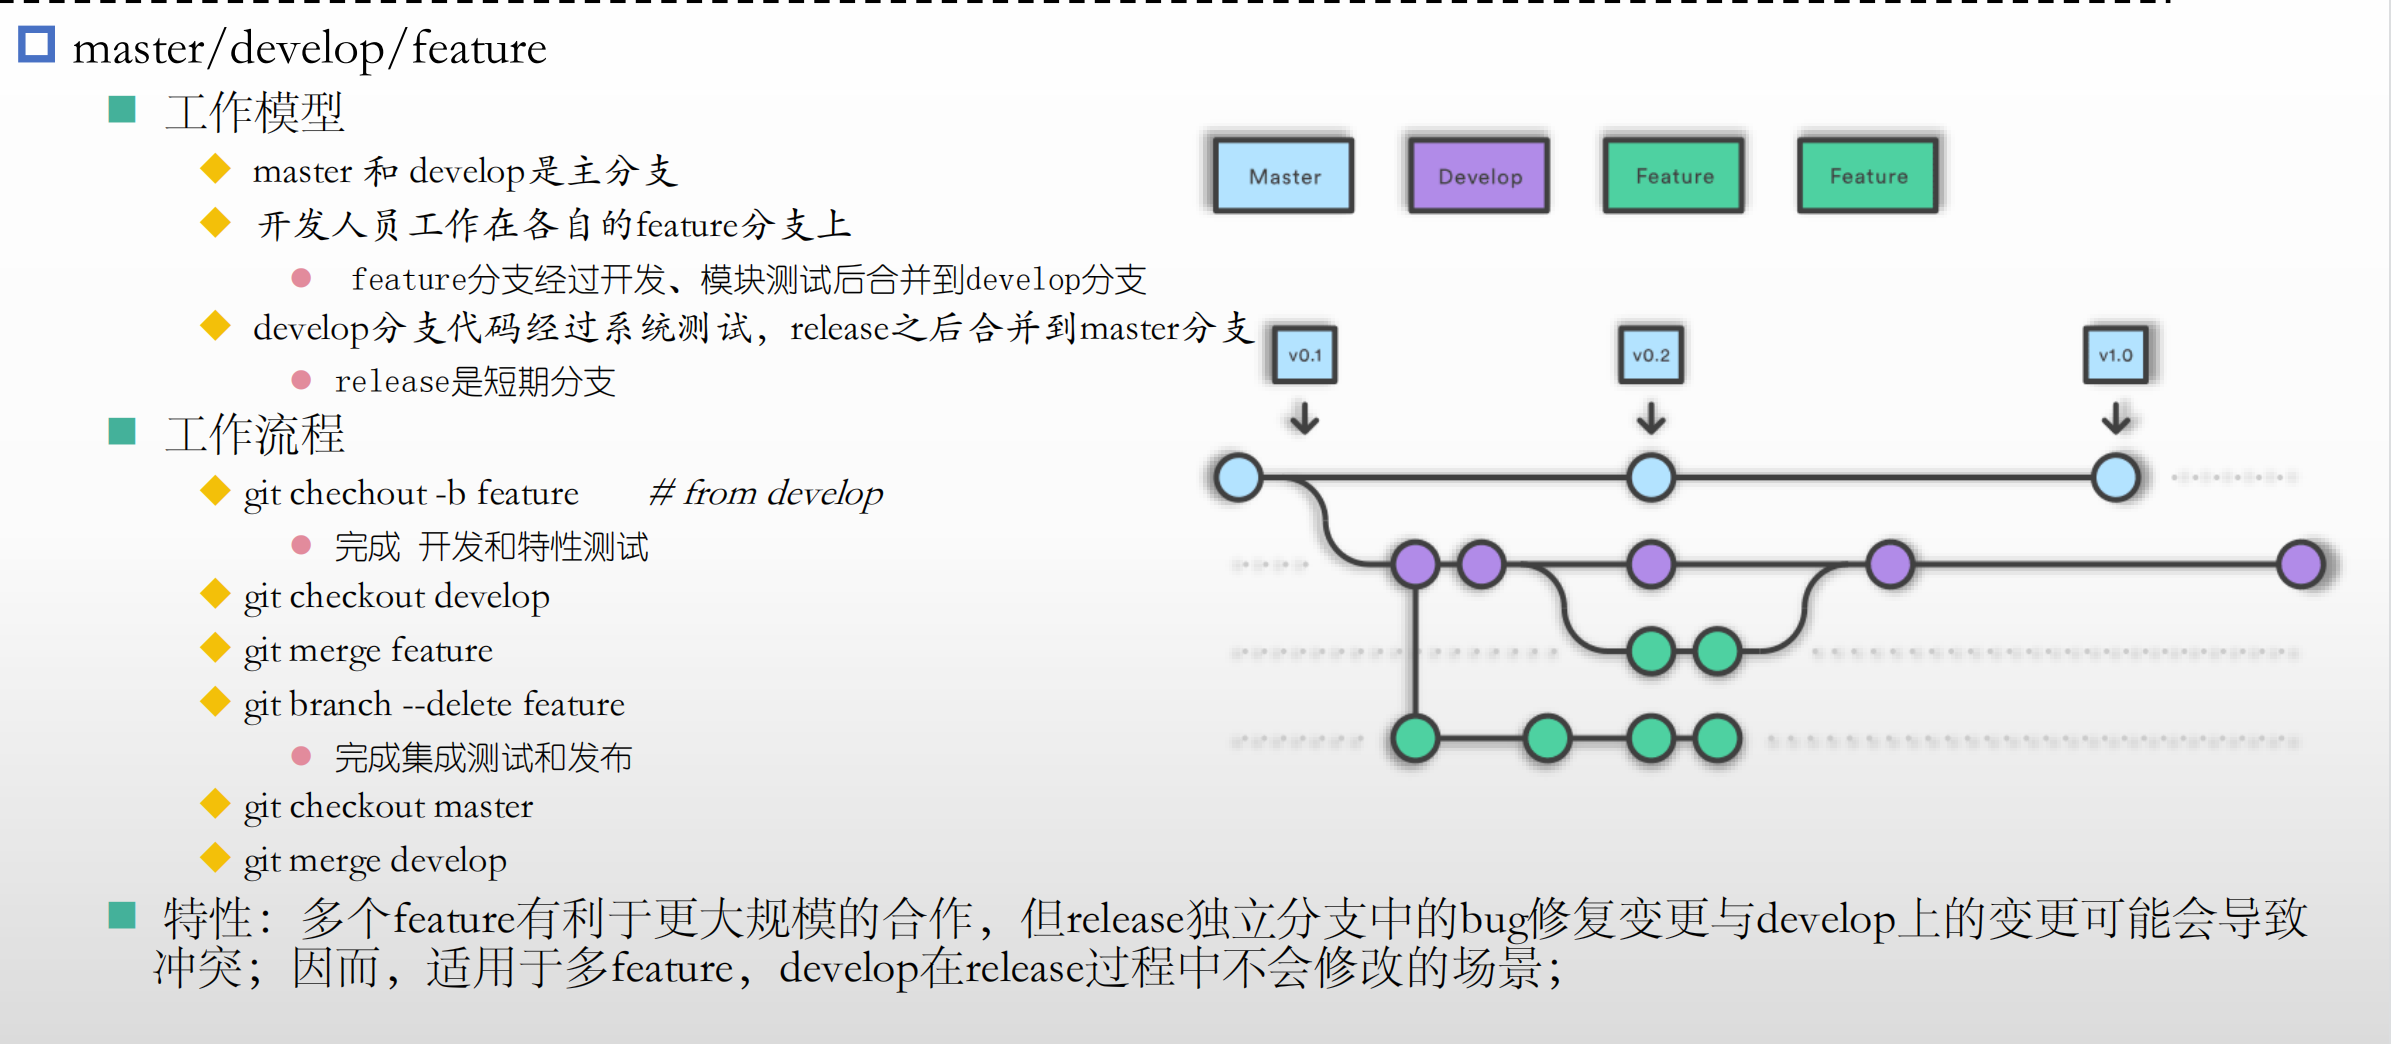 master/develop/feature
工作模型
master 和 develop是主分支
开发人员工作在各自的feature分支上
feature分支经过开发、模块测试后合并到develop分支
develop分支代码经过系统测试，release之后合并到master分支
release是短期分支
工作流程
git chechout -b feature # from develop
完成 开发和特性测试
git checkout develop
git merge feature
git branch --delete feature
完成集成测试和发布
git checkout master
git merge develop
特性：多个feature有利于更大规模的合作，但release独立分支中的bug修复变更与develop上的变更可能会导致
冲突；因而，适用于多feature，develop在release过程中不会修改的场景；
Master
Develop
Feature
Feature
v0.1
v0.2
v1.0